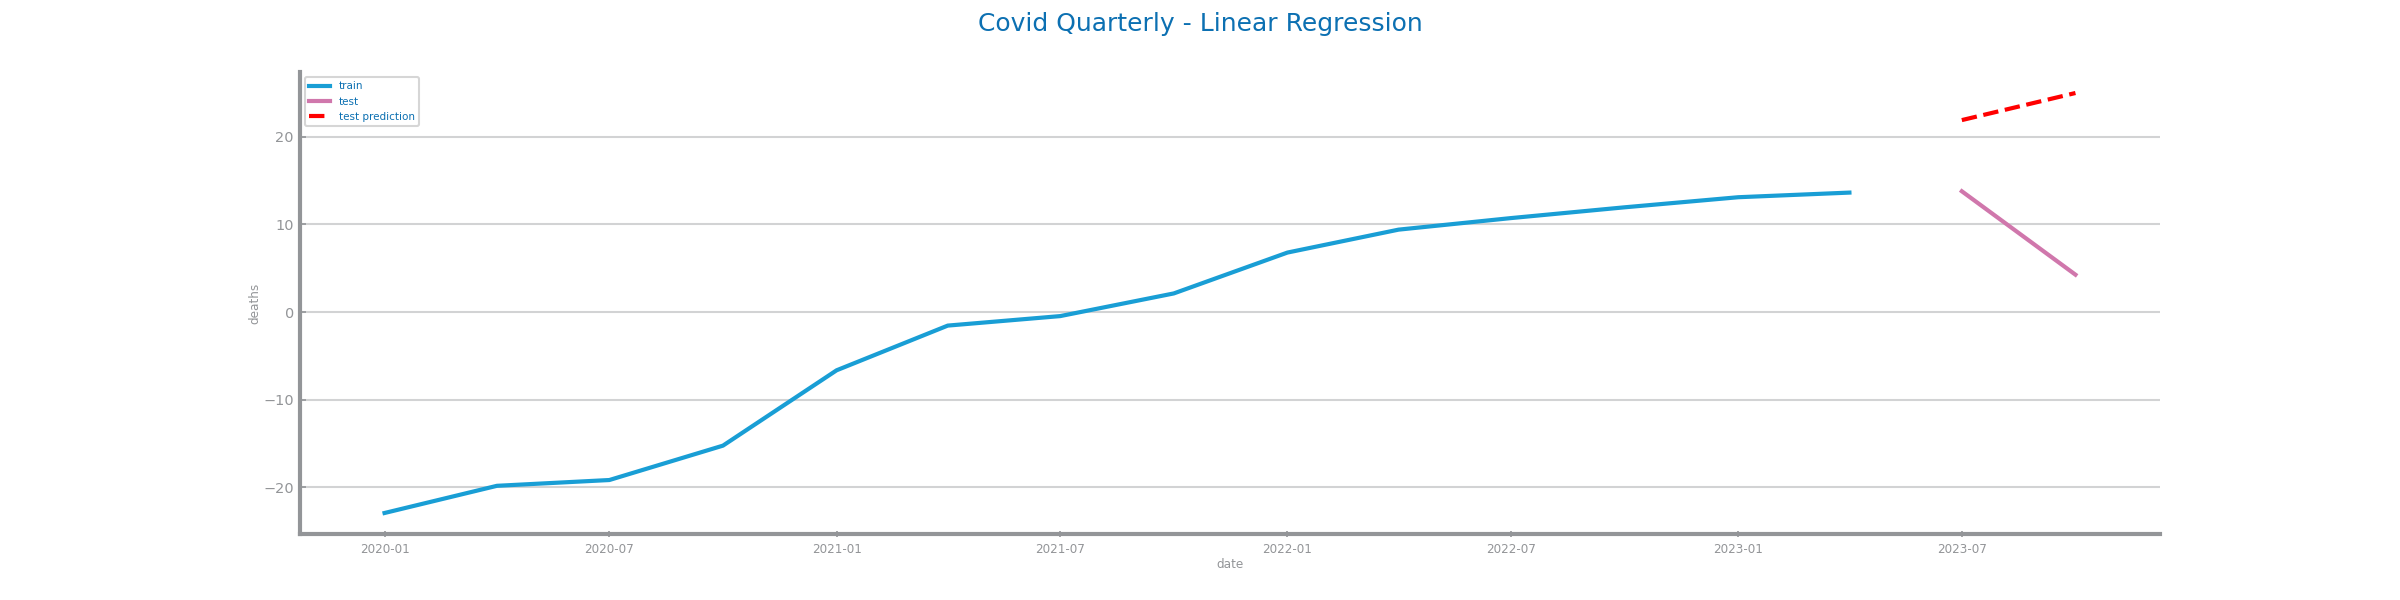 Covid Quarterly - Linear Regression
train
test
test prediction
20
10
0
−10
−20
deaths
2020-01 2020-07 2021-01 2021-07 2022-01 2022-07 2023-01 2023-07
date